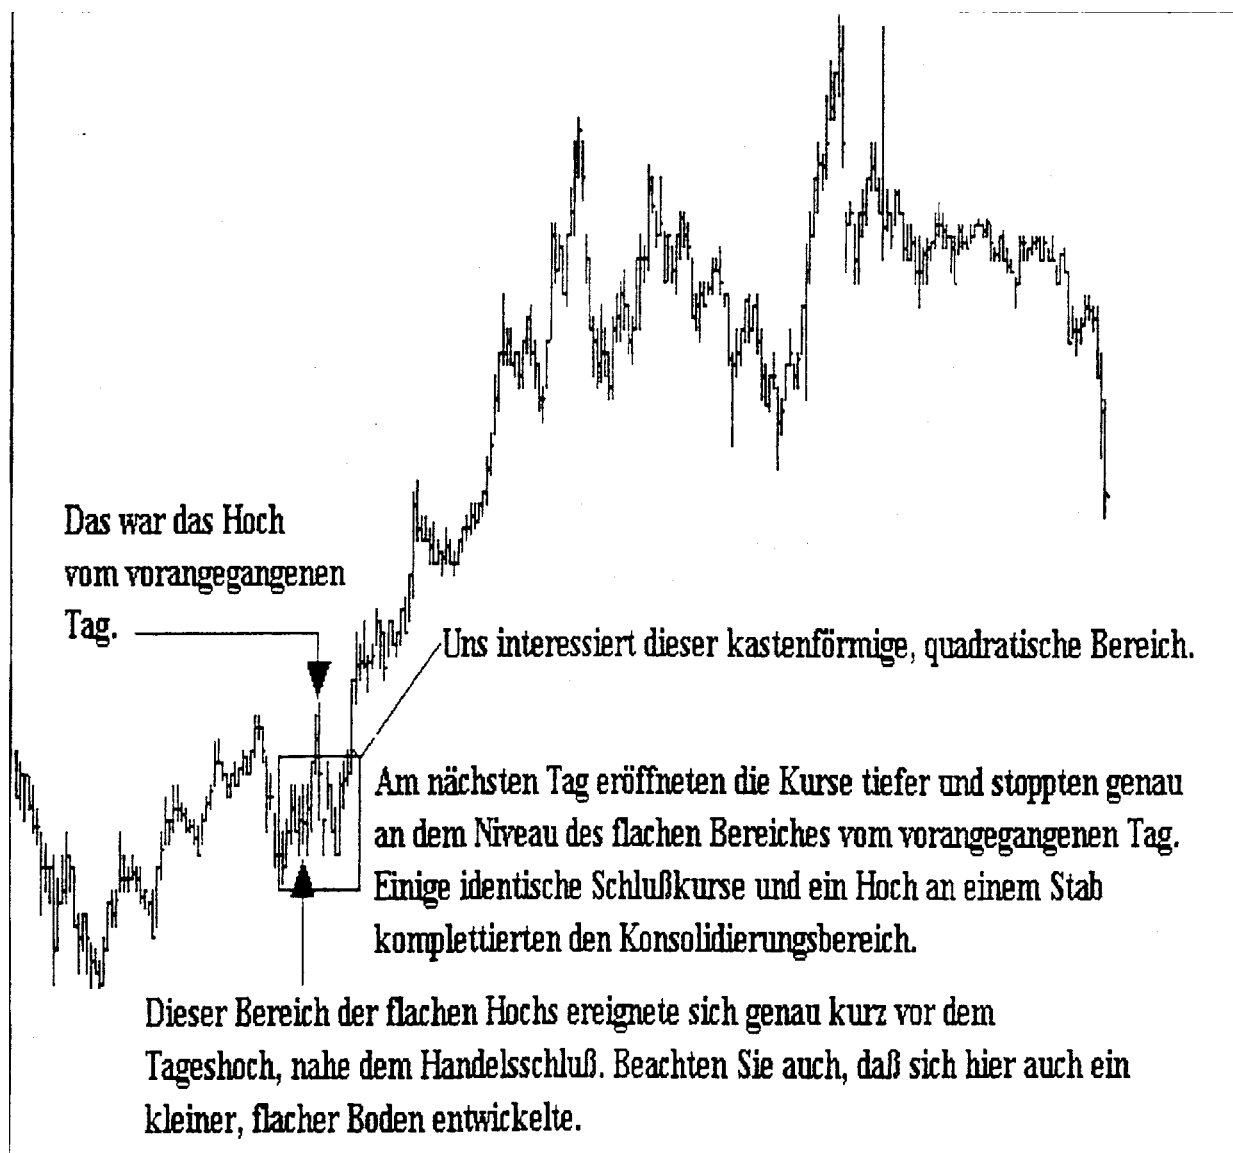 Das war das Hoch
vom vorangegangenen
Tag.
Uns interessiert dieser kastenförmige, quadratische Bereich.
Am nächsten Tag eröffneten die Kurse tiefer und stoppten genau
an dem Niveau des flachen Bereiches vom vorangegangenen Tag.
Einige identische Schlußkurse und ein Hoch an einem Stab
komplettierten den Konsolidierungsbereich.
Dieser Bereich der flachen Hochs ereignete sich genau kurz vor dem
Tageshoch, nahe dem Handelsschluß. Beachten Sie auch, daß sich hier auch ein
kleiner, flacher Boden entwickelte.